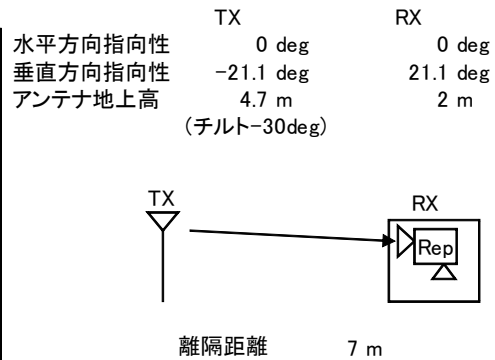 TX RX
水平方向指向性 0 deg 0 deg
垂直方向指向性 -21.1 deg 21.1 deg
アンテナ地上高 4.7 m 2 m
(チルト-30deg)
TX RX
Rep
離隔距離 7 m